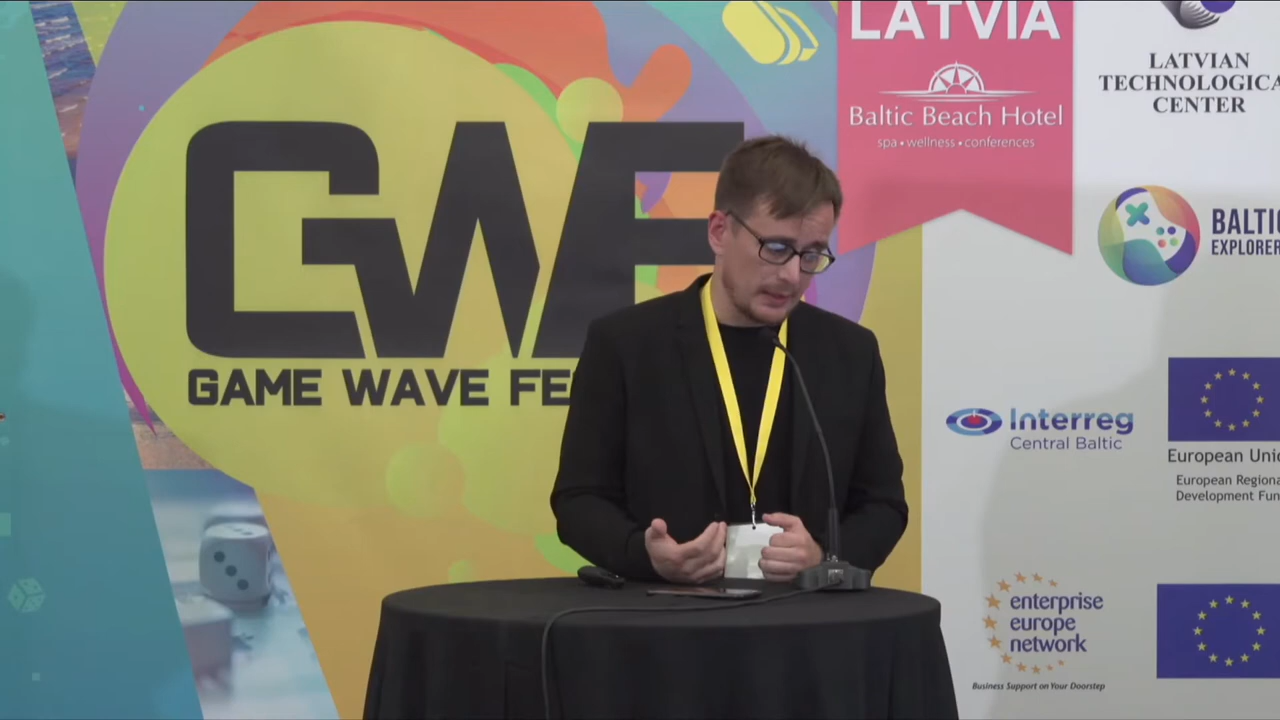 LATVIA
Baltic Beach Hotel
spa • wellness • conferences
LATVIAN
TECHNOLOGICA
CENTER
GWF
GAME WAVE FE
BALTIC
EXPLORER
Interreg
Central Baltic
European Unio
European Regiona
Development Fun
enterprise
europe
network
Business Support on Your Doorstep